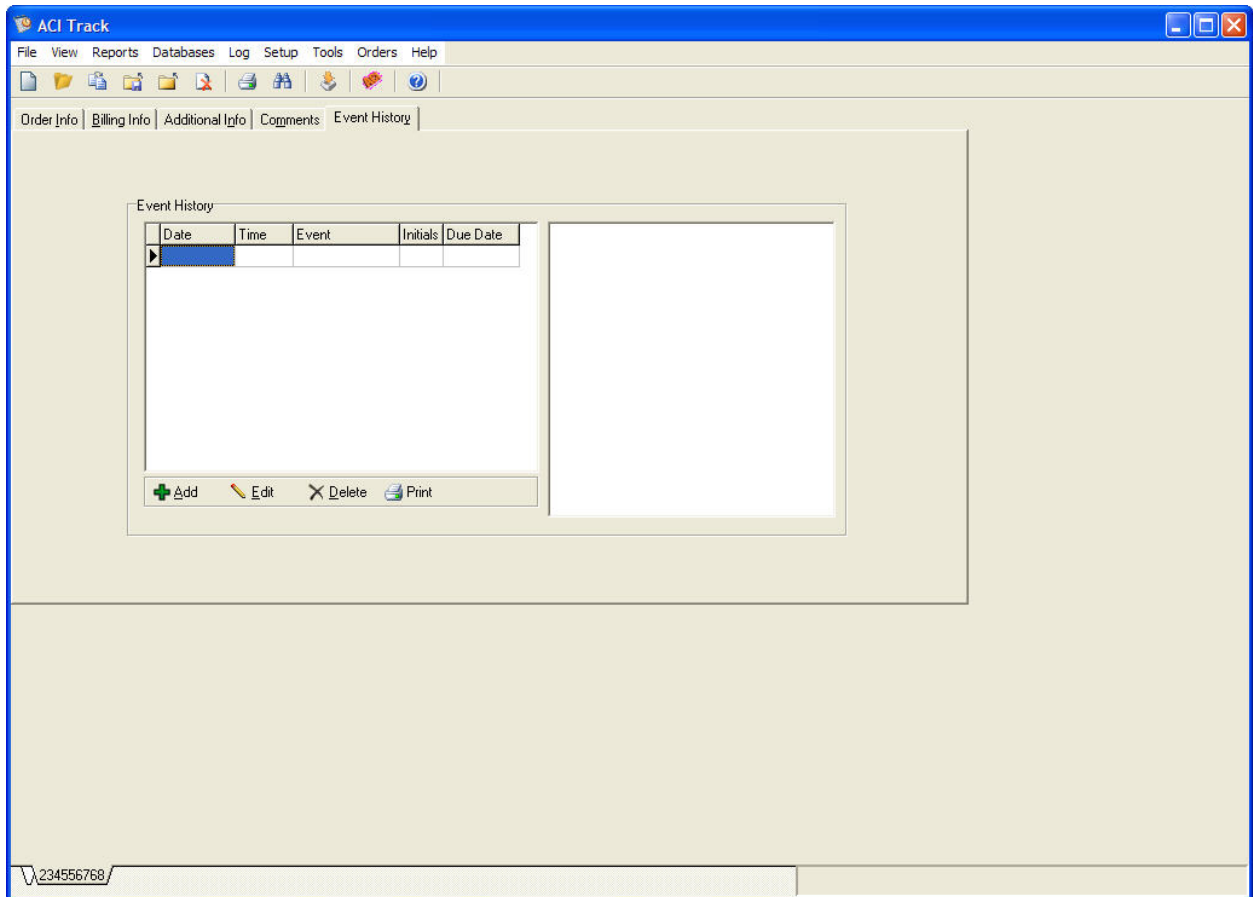 ACI Track
File View Reports Databases Log Setup Tools Orders Help
Order Info Billing Info Additional Info Comments Event History
Event History
Date Time Event Initials Due Date
Add Edit Delete Print
234556768